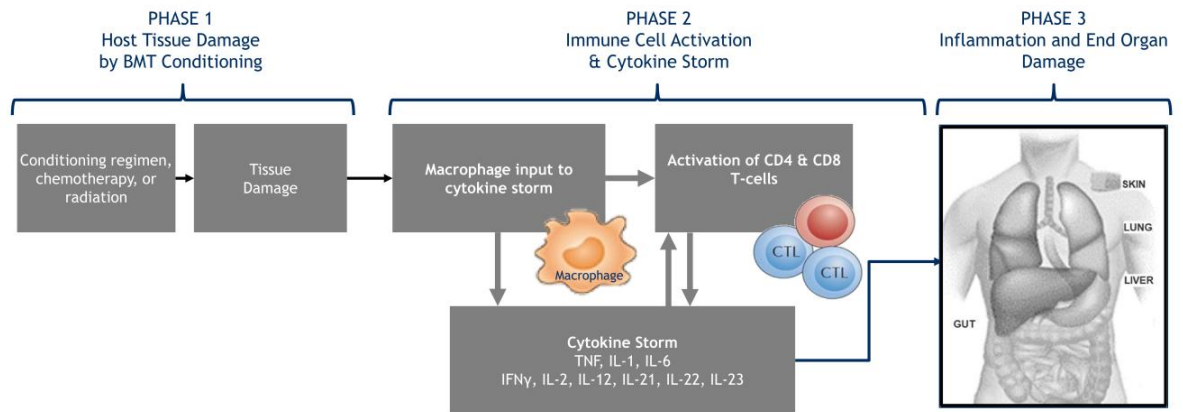 PHASE 1
Host Tissue Damage
by BMT Conditioning
PHASE 2
Immune Cell Activation
& Cytokine Storm
PHASE 3
Inflammation and End Organ
Damage
Conditioning regimen,
chemotherapy, or
radiation
Tissue
Damage
Macrophage input to
cytokine storm
Activation of CD4 & CD8
T-cells
Macrophage
CTL
CTL
Cytokine Storm
TNF, IL-1, IL-6
IFNγ, IL-2, IL-12, IL-21, IL-22, IL-23
SKIN
LUNG
LIVER
GUT